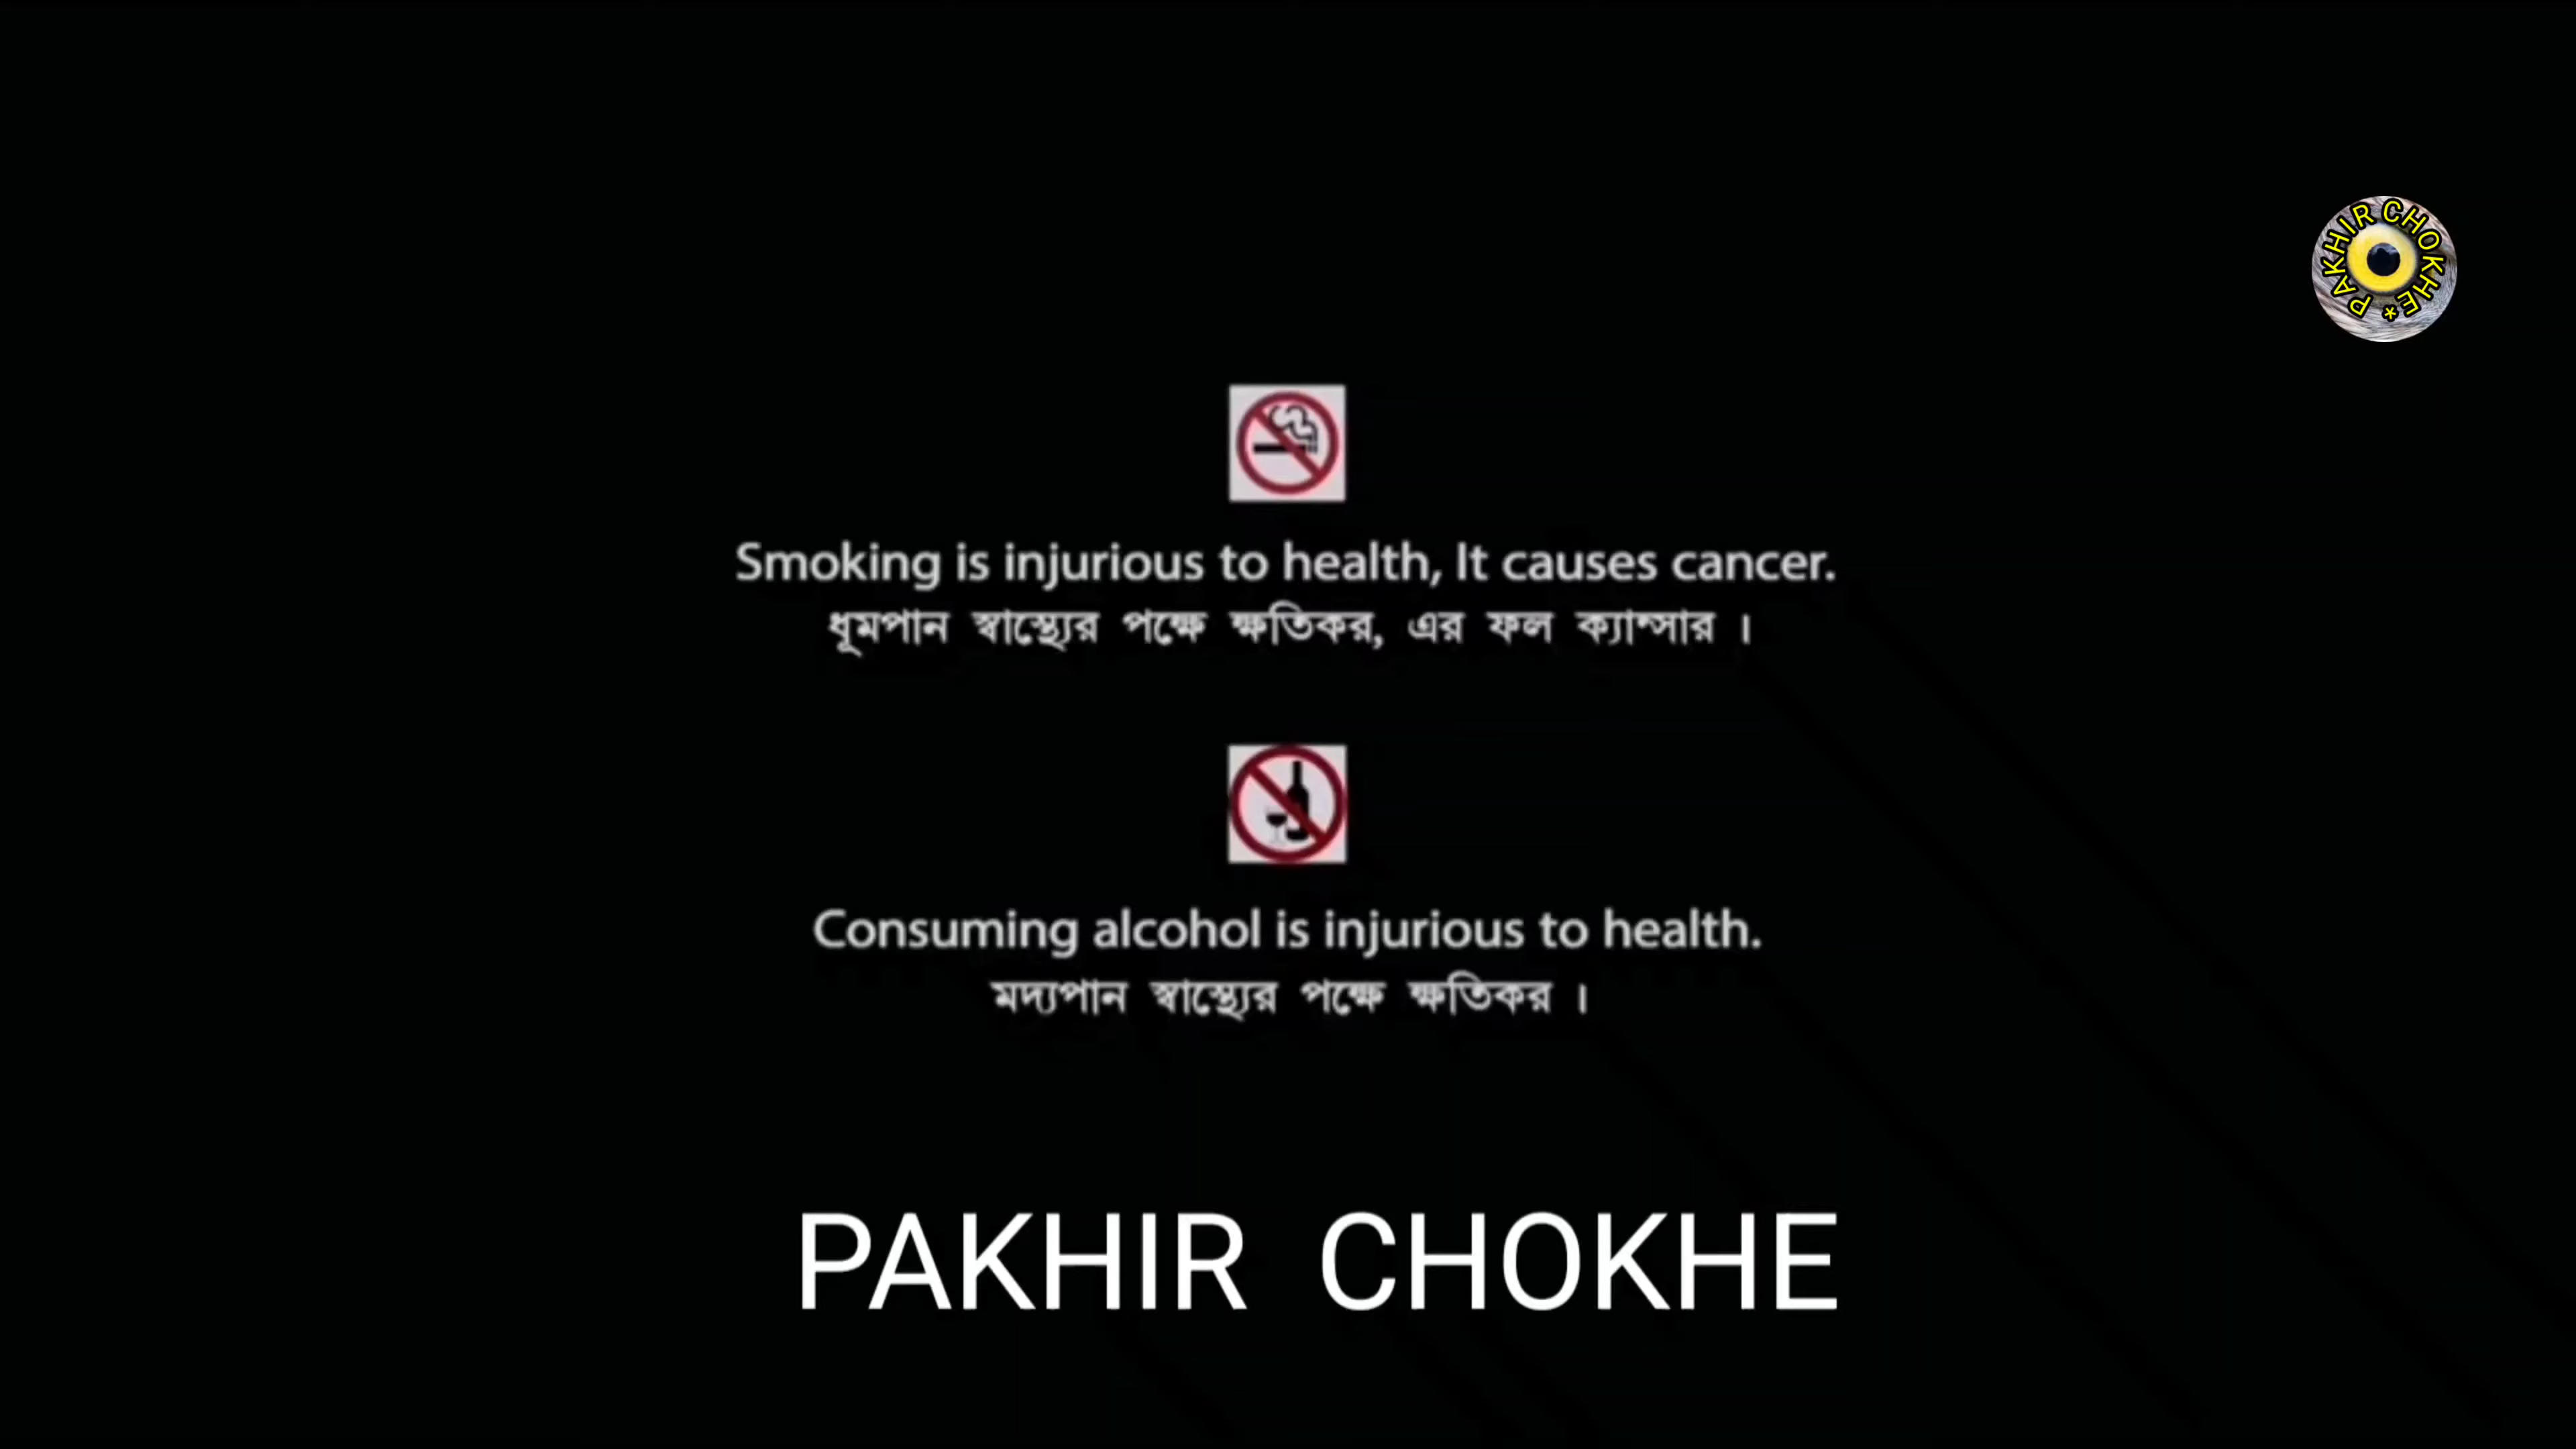 PAKHIR CHOKHE *
Smoking is injurious to health, It causes cancer.
ধূমপান স্বাস্থ্যের পক্ষে ক্ষতিকর, এর ফল ক্যান্সার ।
Consuming alcohol is injurious to health.
মদ্যপান স্বাস্থ্যের পক্ষে ক্ষতিকর ।
PAKHIR CHOKHE